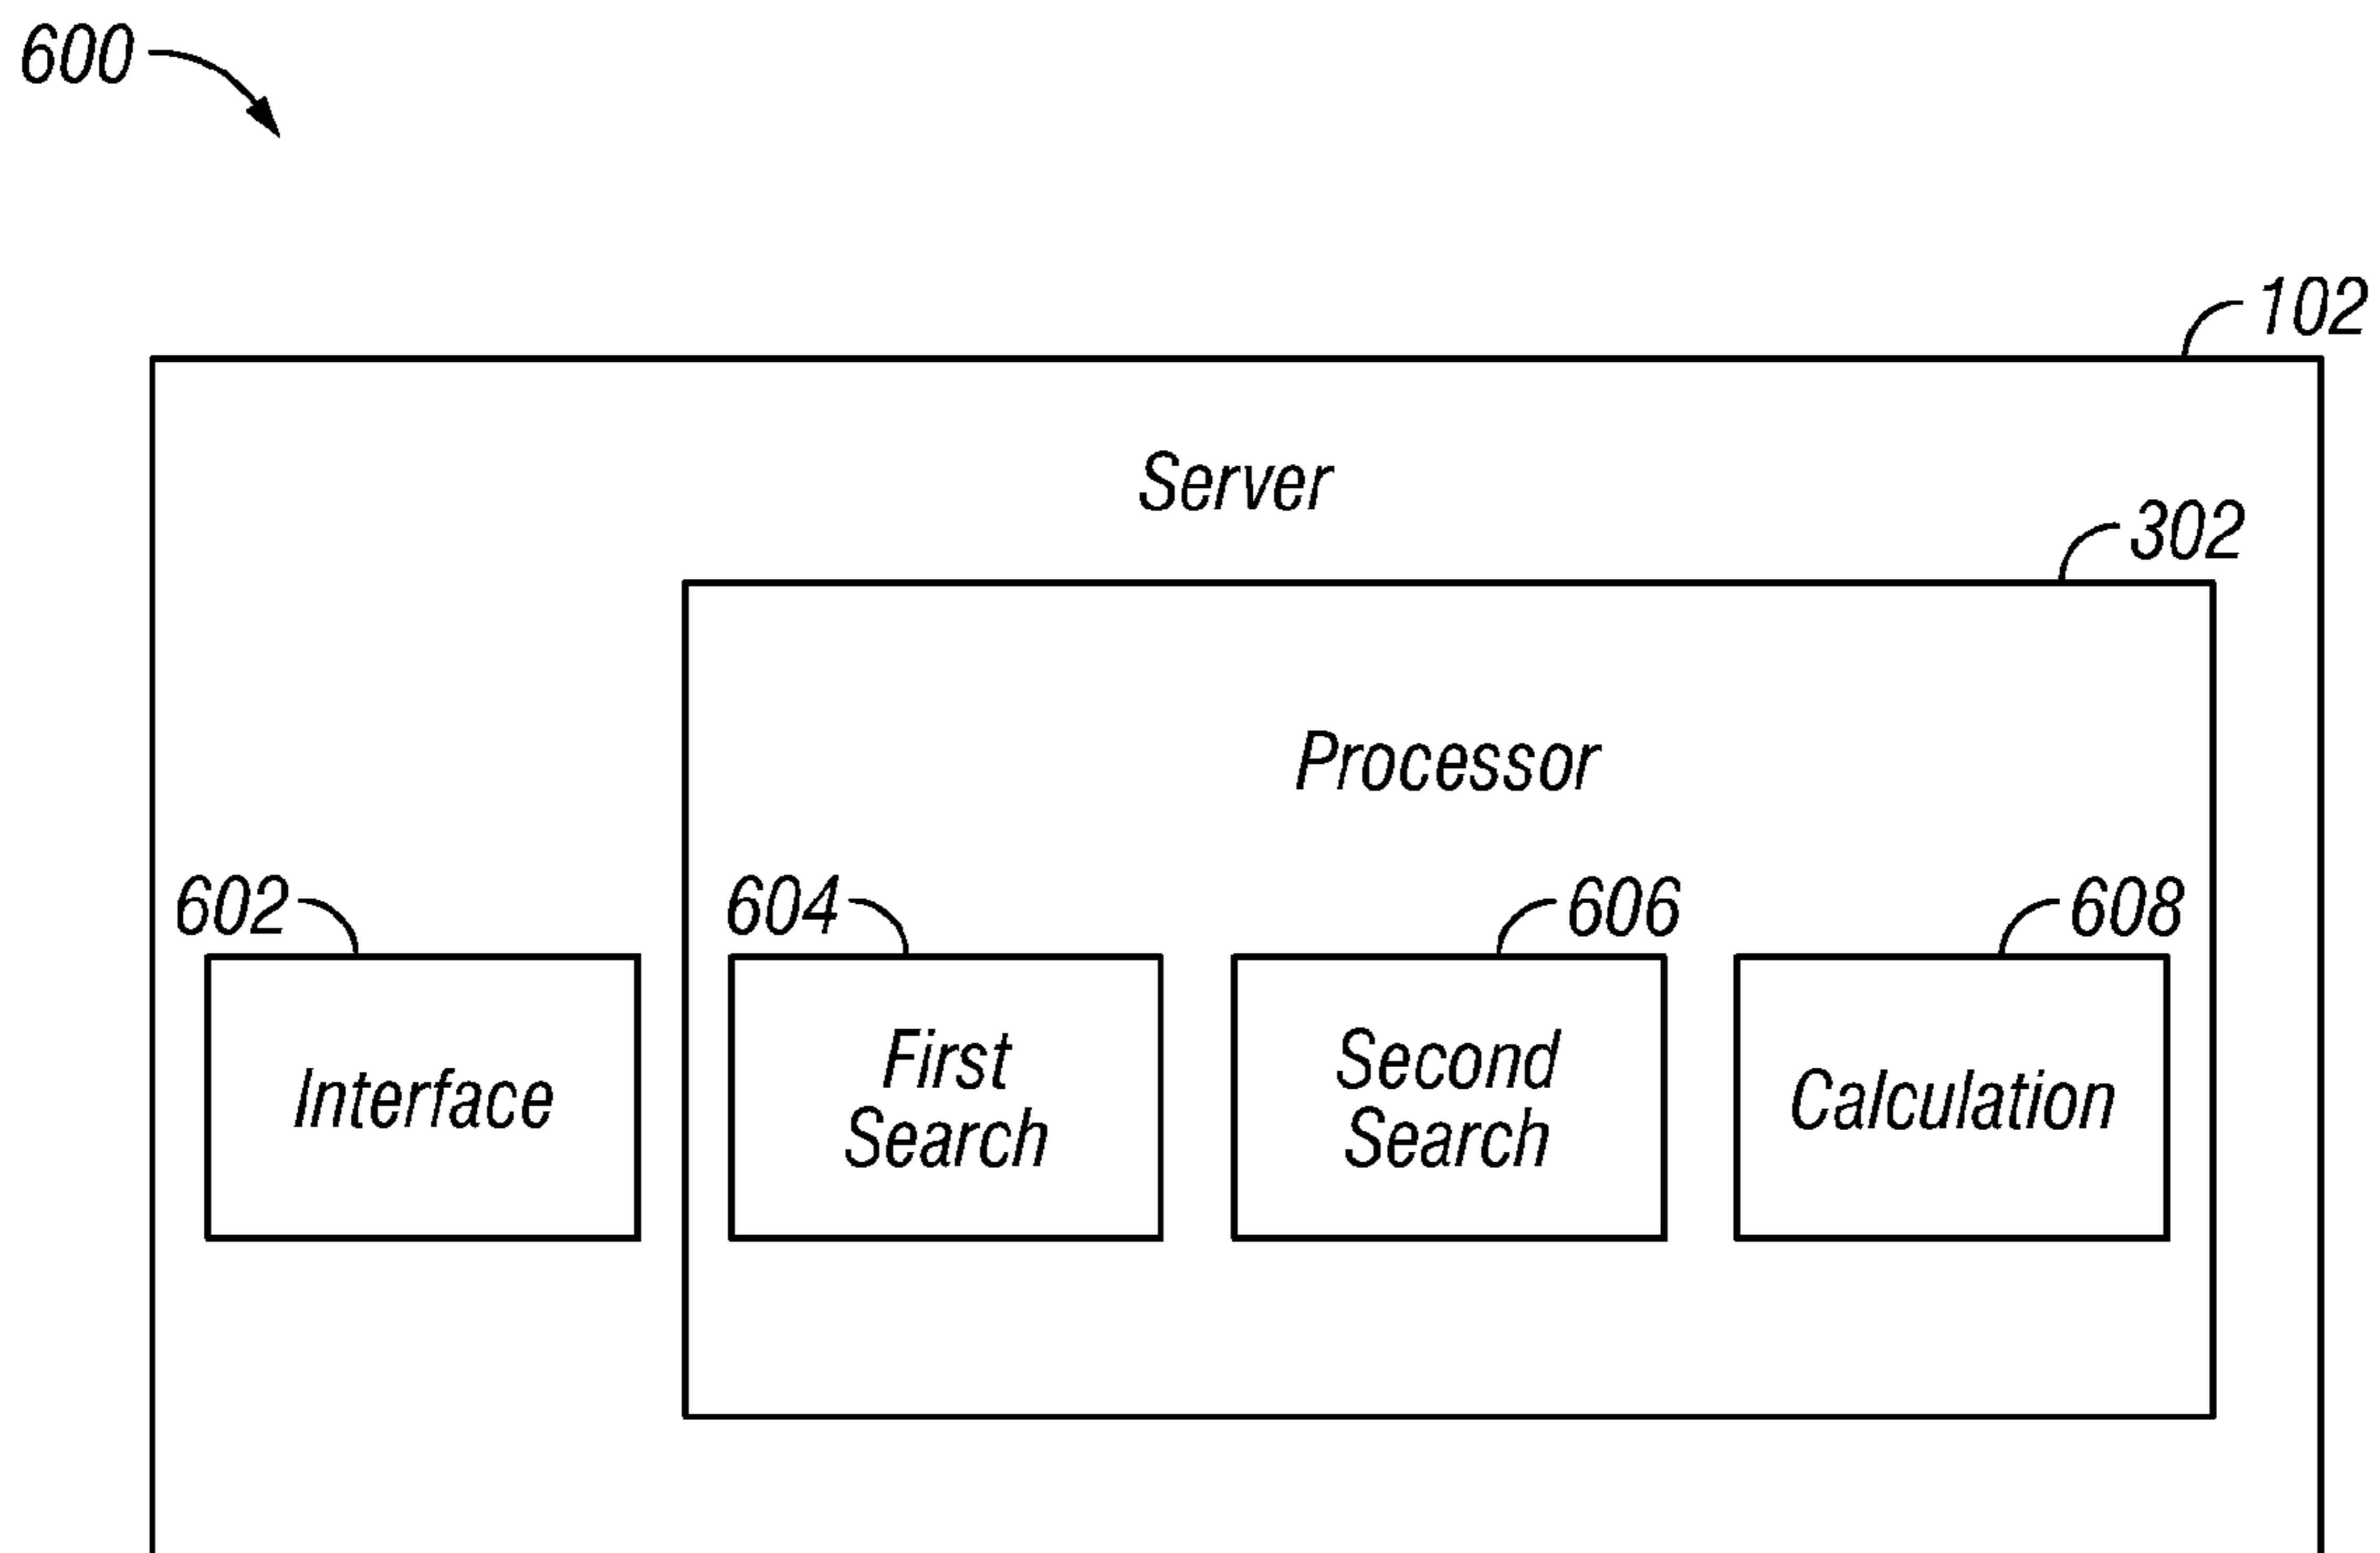 600
102
Server
302
Processor
602
604
606
608
Interface
First
Search
Second
Search
Calculation